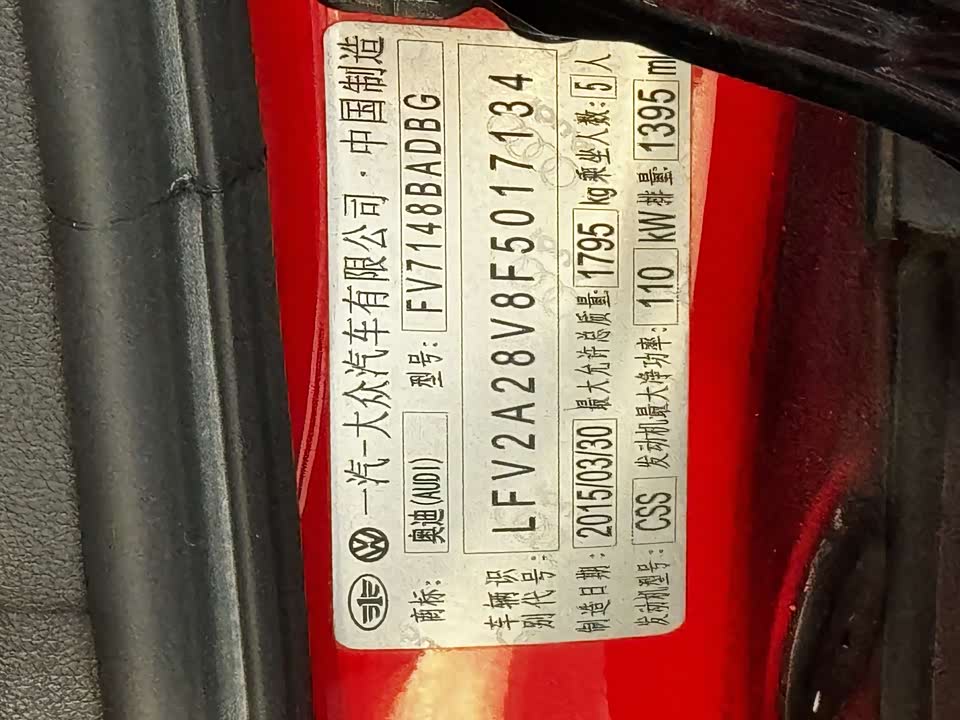 一汽-大众汽车有限公司·中国制造
商标: 奥迪(AUDI) 型号: FV7148BADBG
车辆识别代号: LFV2A28V8F5017134
制造日期: 2015/03/30 最大允许总质量: 1795 kg 乘坐人数: 5 人
发动机型号: CSS 发动机最大净功率: 110 kW 排量: 1395 ml